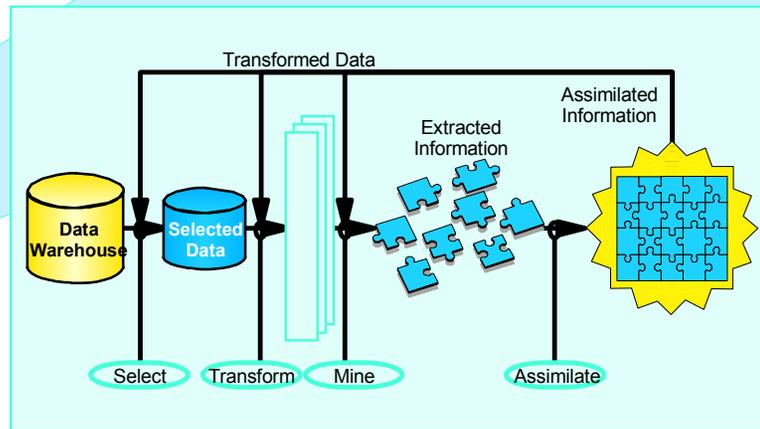 Transformed Data
Assimilated
Information
Extracted
Information
Data
Warehouse
Selected
Data
Select
Transform
Mine
Assimilate